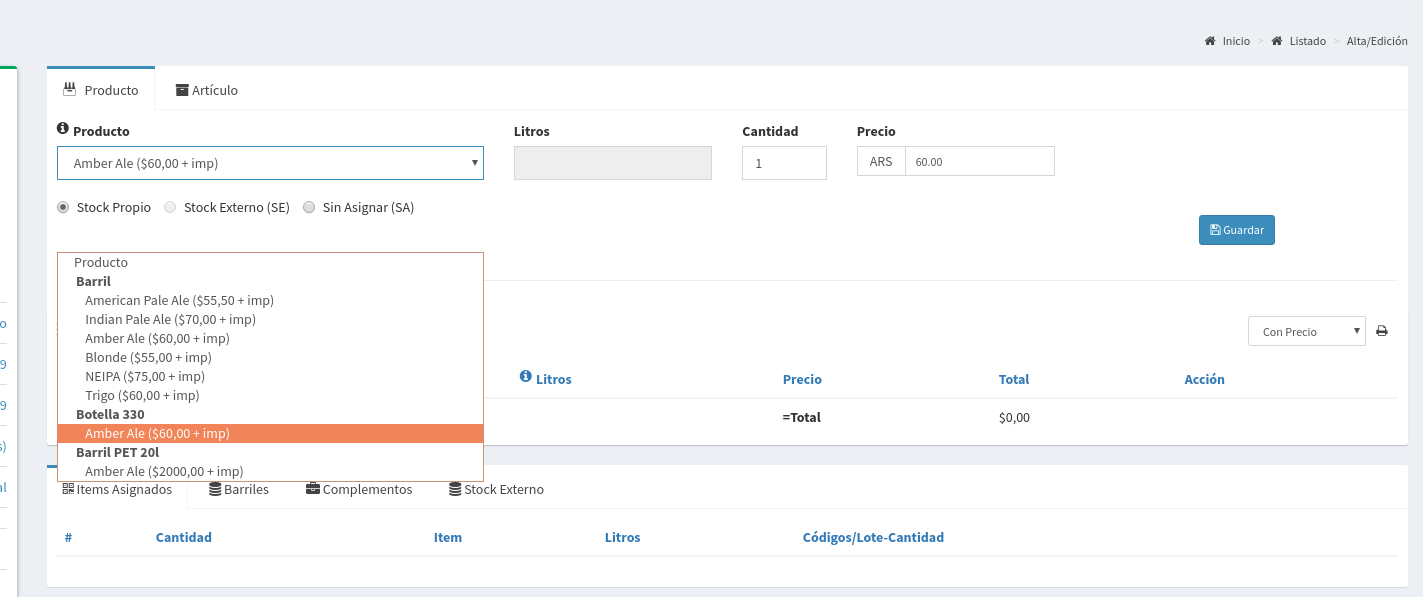 Inicio > Listado > Alta/Edición
Producto Artículo
Producto Litros Cantidad Precio
Amber Ale ($60,00 + imp) 1 ARS 60.00
Stock Propio Stock Externo (SE) Sin Asignar (SA)
Guardar
Producto
Barril
American Pale Ale ($55,50 + imp)
Indian Pale Ale ($70,00 + imp)
Amber Ale ($60,00 + imp)
Blonde ($55,00 + imp)
NEIPA ($75,00 + imp)
Trigo ($60,00 + imp)
Botella 330
Amber Ale ($60,00 + imp)
Barril PET 20l
Amber Ale ($2000,00 + imp)
Con Precio
Litros Precio Total Acción
=Total $0,00
o
9
9
s)
al
Items Asignados Barriles Complementos Stock Externo
# Cantidad Item Litros Códigos/Lote-Cantidad